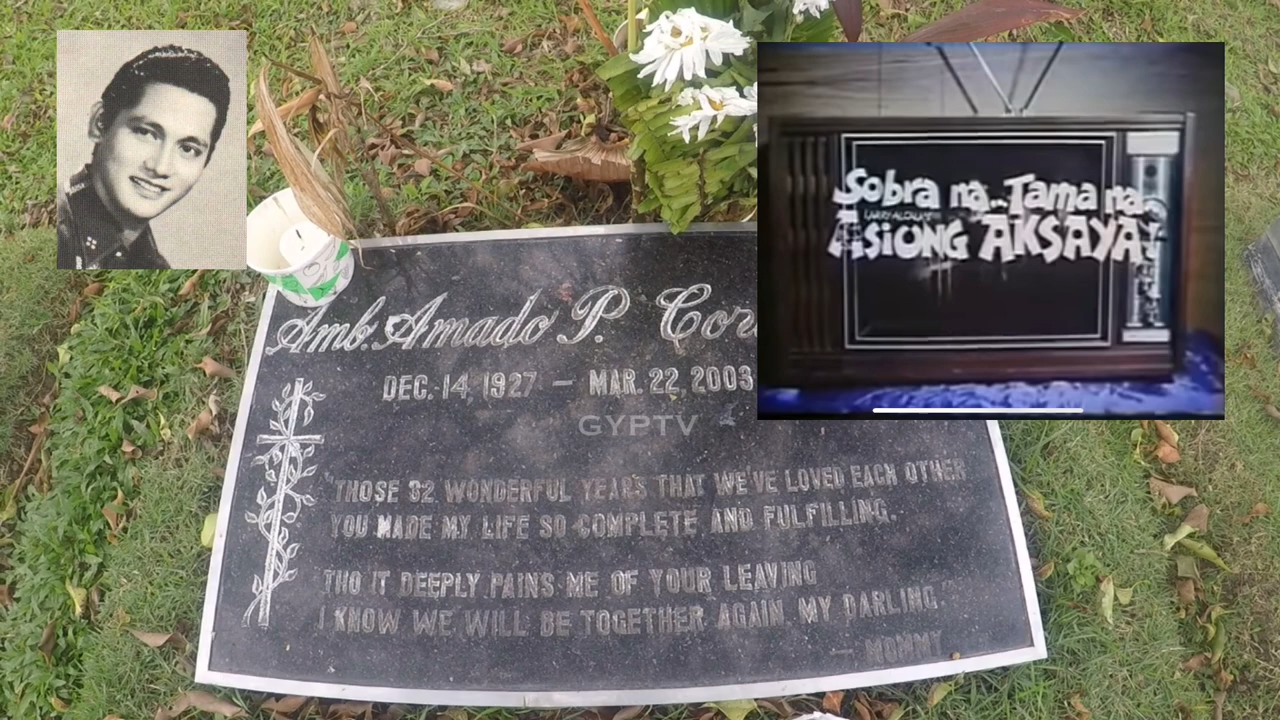 Amb. Amado P. Cor
DEC. 14, 1927 — MAR. 22, 2003
GYPTV
"THOSE 32 WONDERFUL YEARS THAT WE'VE LOVED EACH OTHER
YOU MADE MY LIFE SO COMPLETE AND FULFILLING.
THO IT DEEPLY PAINS ME OF YOUR LEAVING
I KNOW WE WILL BE TOGETHER AGAIN MY DARLING."
— MOMMY
Sobra na..Tama na
LARRY ALCALA'S
ASIONG AKSAYA!